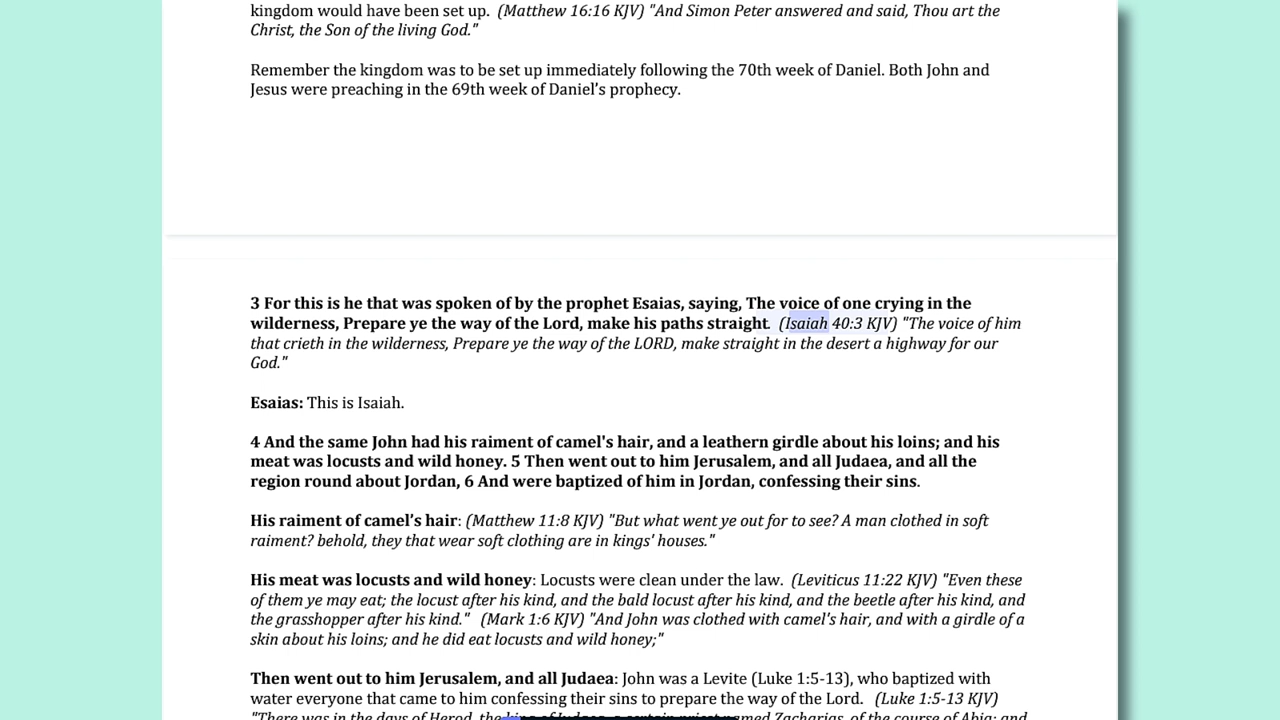 kingdom would have been set up.  (Matthew 16:16 KJV) "And Simon Peter answered and said, Thou art the
Christ, the Son of the living God."
Remember the kingdom was to be set up immediately following the 70th week of Daniel. Both John and
Jesus were preaching in the 69th week of Daniel’s prophecy.
3 For this is he that was spoken of by the prophet Esaias, saying, The voice of one crying in the
wilderness, Prepare ye the way of the Lord, make his paths straight.  (Isaiah 40:3 KJV) "The voice of him
that crieth in the wilderness, Prepare ye the way of the LORD, make straight in the desert a highway for our
God."
Esaias: This is Isaiah.
4 And the same John had his raiment of camel's hair, and a leathern girdle about his loins; and his
meat was locusts and wild honey. 5 Then went out to him Jerusalem, and all Judaea, and all the
region round about Jordan, 6 And were baptized of him in Jordan, confessing their sins.
His raiment of camel’s hair: (Matthew 11:8 KJV) "But what went ye out for to see? A man clothed in soft
raiment? behold, they that wear soft clothing are in kings' houses."
His meat was locusts and wild honey: Locusts were clean under the law.  (Leviticus 11:22 KJV) "Even these
of them ye may eat; the locust after his kind, and the bald locust after his kind, and the beetle after his kind, and
the grasshopper after his kind."   (Mark 1:6 KJV) "And John was clothed with camel's hair, and with a girdle of a
skin about his loins; and he did eat locusts and wild honey;"
Then went out to him Jerusalem, and all Judaea: John was a Levite (Luke 1:5-13), who baptized with
water everyone that came to him confessing their sins to prepare the way of the Lord.   (Luke 1:5-13 KJV)
"There was in the days of Herod, the king of Judaea, a certain priest named Zacharias, of the course of Abia: and